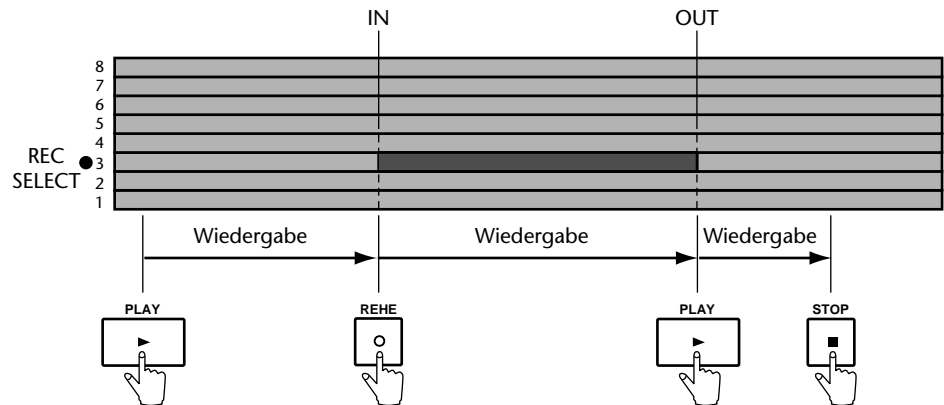 IN OUT
8
7
6
5
4
REC SELECT
3
2
1
Wiedergabe Wiedergabe Wiedergabe
PLAY REHE PLAY STOP